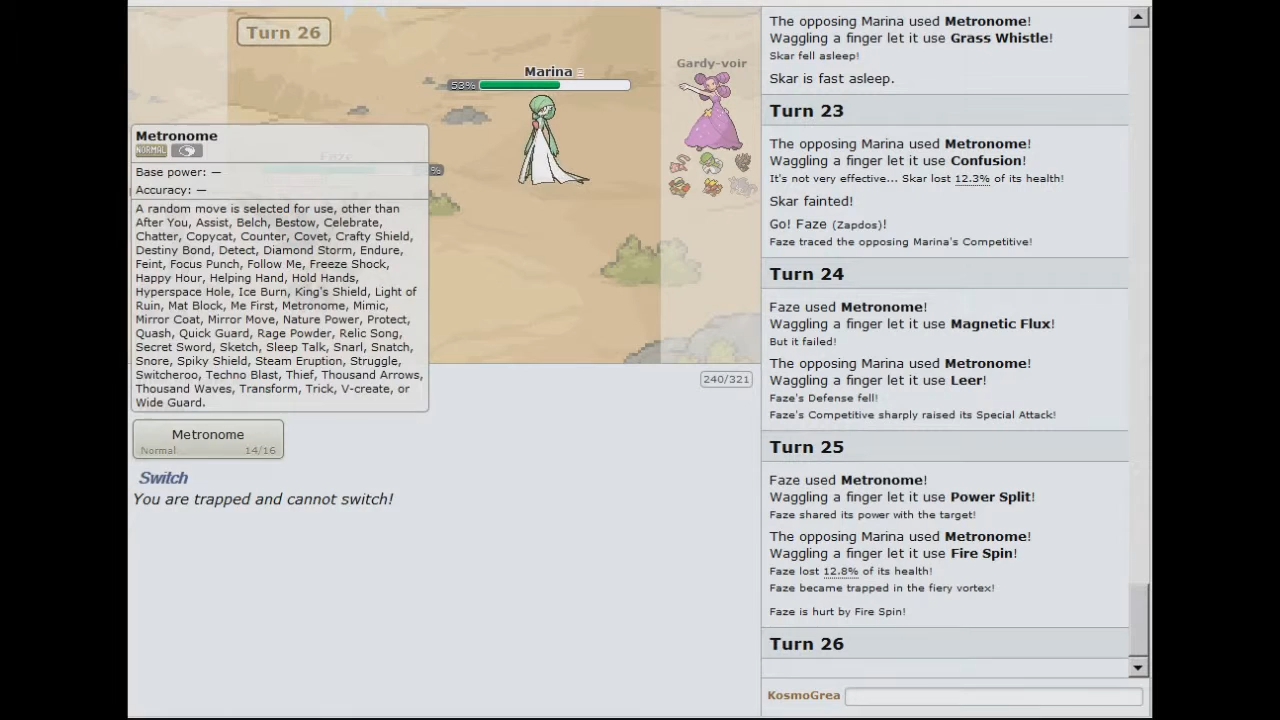 Turn 26
Marina
53%
Gardy-voir
%
Metronome
NORMAL
Base power: —
Accuracy: —
A random move is selected for use, other than
After You, Assist, Belch, Bestow, Celebrate,
Chatter, Copycat, Counter, Covet, Crafty Shield,
Destiny Bond, Detect, Diamond Storm, Endure,
Feint, Focus Punch, Follow Me, Freeze Shock,
Happy Hour, Helping Hand, Hold Hands,
Hyperspace Hole, Ice Burn, King's Shield, Light of
Ruin, Mat Block, Me First, Metronome, Mimic,
Mirror Coat, Mirror Move, Nature Power, Protect,
Quash, Quick Guard, Rage Powder, Relic Song,
Secret Sword, Sketch, Sleep Talk, Snarl, Snatch,
Snore, Spiky Shield, Steam Eruption, Struggle,
Switcheroo, Techno Blast, Thief, Thousand Arrows,
Thousand Waves, Transform, Trick, V-create, or
Wide Guard.
240/321
Metronome
Normal 14/16
Switch
You are trapped and cannot switch!
The opposing Marina used Metronome!
Waggling a finger let it use Grass Whistle!
Skar fell asleep!
Skar is fast asleep.
Turn 23
The opposing Marina used Metronome!
Waggling a finger let it use Confusion!
It's not very effective... Skar lost 12.3% of its health!
Skar fainted!
Go! Faze (Zapdos)!
Faze traced the opposing Marina's Competitive!
Turn 24
Faze used Metronome!
Waggling a finger let it use Magnetic Flux!
But it failed!
The opposing Marina used Metronome!
Waggling a finger let it use Leer!
Faze's Defense fell!
Faze's Competitive sharply raised its Special Attack!
Turn 25
Faze used Metronome!
Waggling a finger let it use Power Split!
Faze shared its power with the target!
The opposing Marina used Metronome!
Waggling a finger let it use Fire Spin!
Faze lost 12.8% of its health!
Faze became trapped in the fiery vortex!
Faze is hurt by Fire Spin!
Turn 26
KosmoGrea